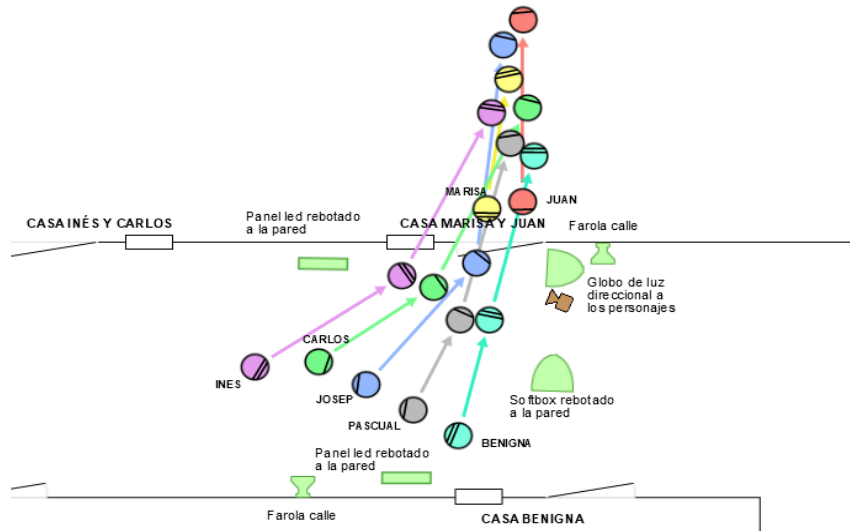 MARISA
JUAN
CASA INÉS Y CARLOS
Panel led rebotado
a la pared
CASA MARISA Y JUAN
Farola calle
Globo de luz
direccional a
los personajes
CARLOS
INES
JOSEP
PASCUAL
Softbox rebotado
a la pared
BENIGNA
Panel led rebotado
a la pared
Farola calle
CASA BENIGNA